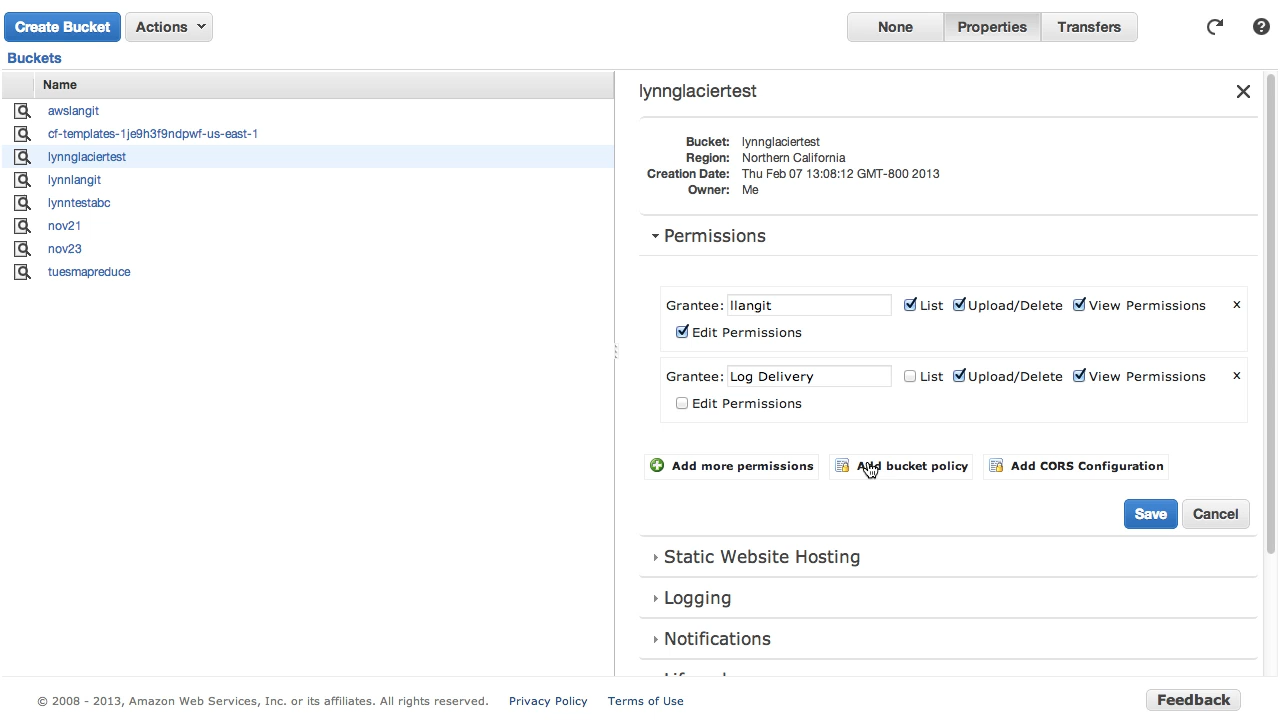 Create Bucket Actions None Properties Transfers
Buckets
Name
awslangit
cf-templates-1je9h3f9ndpwf-us-east-1
lynnglaciertest
lynnlangit
lynntestabc
nov21
nov23
tuesmapreduce
lynnglaciertest
Bucket: lynnglaciertest
Region: Northern California
Creation Date: Thu Feb 07 13:08:12 GMT-800 2013
Owner: Me
Permissions
Grantee: llangit List Upload/Delete View Permissions x
Edit Permissions
Grantee: Log Delivery List Upload/Delete View Permissions x
Edit Permissions
Add more permissions Add bucket policy Add CORS Configuration
Save Cancel
Static Website Hosting
Logging
Notifications
© 2008 - 2013, Amazon Web Services, Inc. or its affiliates. All rights reserved. Privacy Policy Terms of Use Feedback